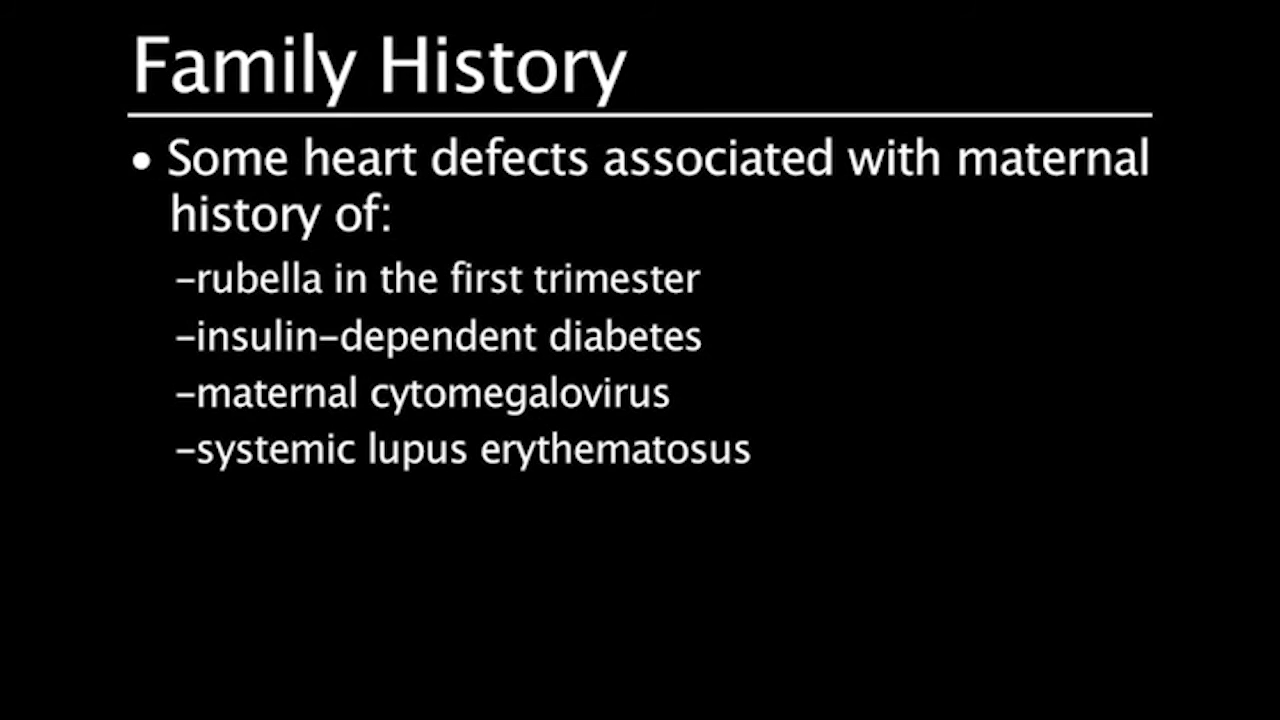 Family History
• Some heart defects associated with maternal
history of:
–rubella in the first trimester
–insulin–dependent diabetes
–maternal cytomegalovirus
–systemic lupus erythematosus